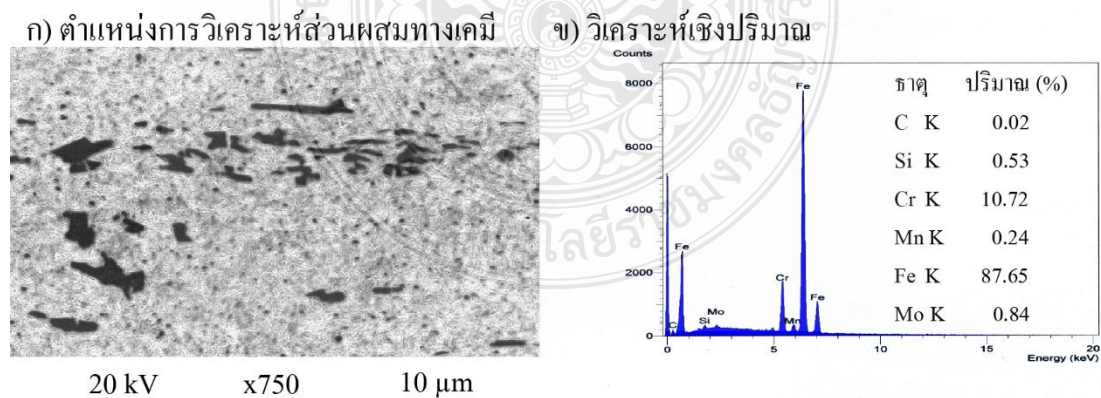 ก) ตำแหน่งการวิเคราะห์ส่วนผสมทางเคมี
20 kV x750 10 µm
ข) วิเคราะห์เชิงปริมาณ
Counts
8000
6000
4000
2000
0
Fe
Fe
Cr
Fe
C
Si
Mo
Mn
0 5 10 15 20
Energy (keV)
ธาตุ ปริมาณ (%)
C K 0.02
Si K 0.53
Cr K 10.72
Mn K 0.24
Fe K 87.65
Mo K 0.84